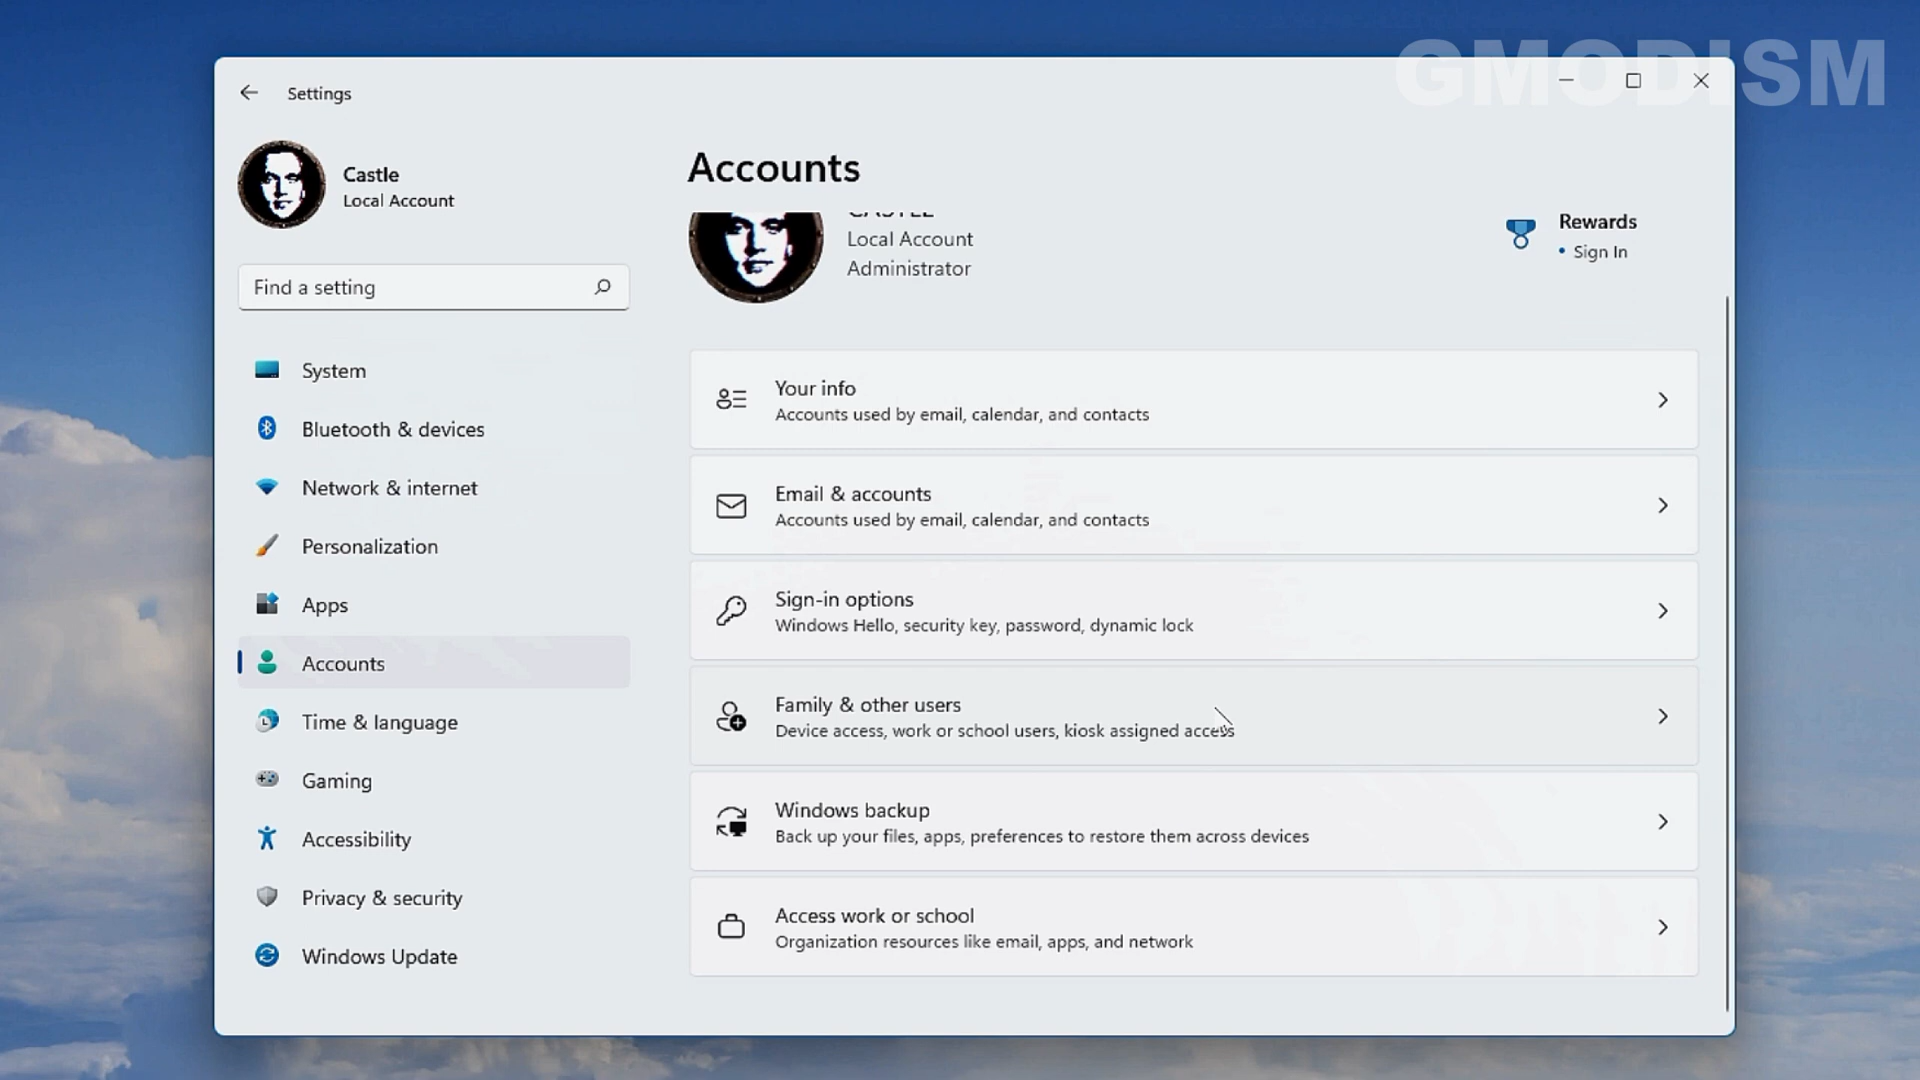 GMODISM
Settings
Castle
Local Account
Find a setting
System
Bluetooth & devices
Network & internet
Personalization
Apps
Accounts
Time & language
Gaming
Accessibility
Privacy & security
Windows Update
Accounts
CASTLE
Local Account
Administrator
Rewards
• Sign In
Your info
Accounts used by email, calendar, and contacts
Email & accounts
Accounts used by email, calendar, and contacts
Sign-in options
Windows Hello, security key, password, dynamic lock
Family & other users
Device access, work or school users, kiosk assigned access
Windows backup
Back up your files, apps, preferences to restore them across devices
Access work or school
Organization resources like email, apps, and network